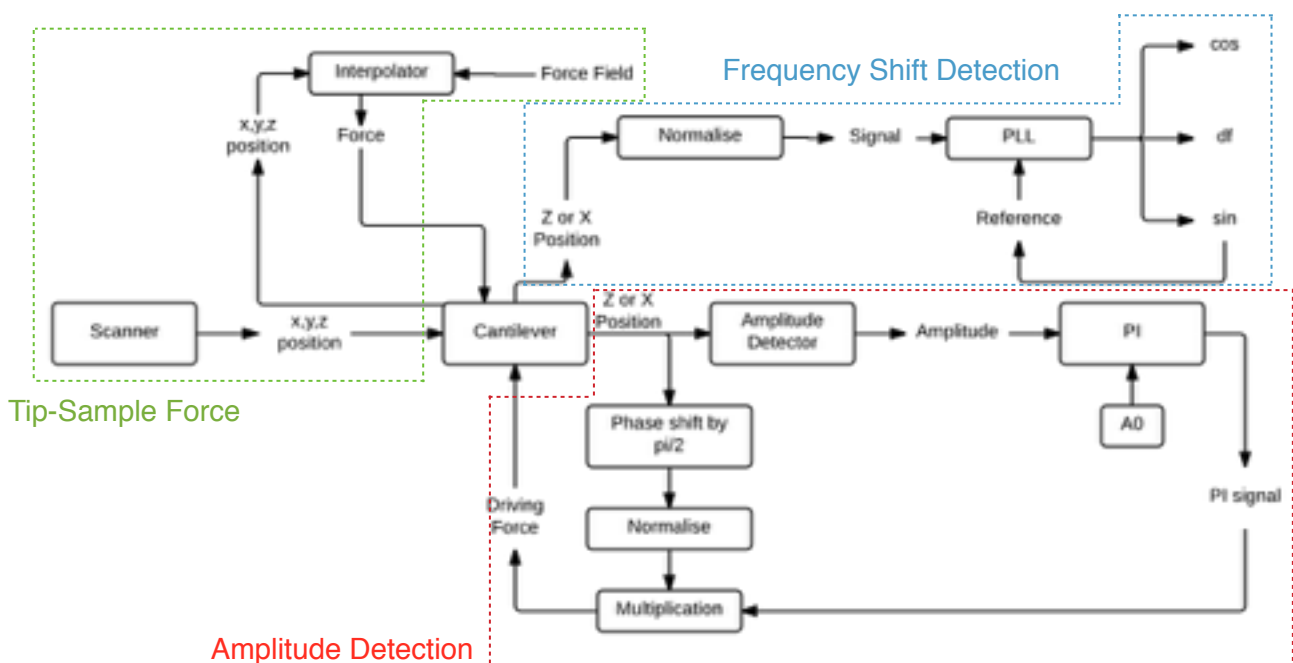 Interpolator
Force Field
Frequency Shift Detection
cos
x,y,z
position
Force
Normalise
Signal
PLL
df
Z or X
Position
Reference
sin
Scanner
x,y,z
position
Cantilever
Z or X
Position
Amplitude
Detector
Amplitude
PI
Tip-Sample Force
Phase shift by
pi/2
A0
Driving
Force
Normalise
PI signal
Multiplication
Amplitude Detection